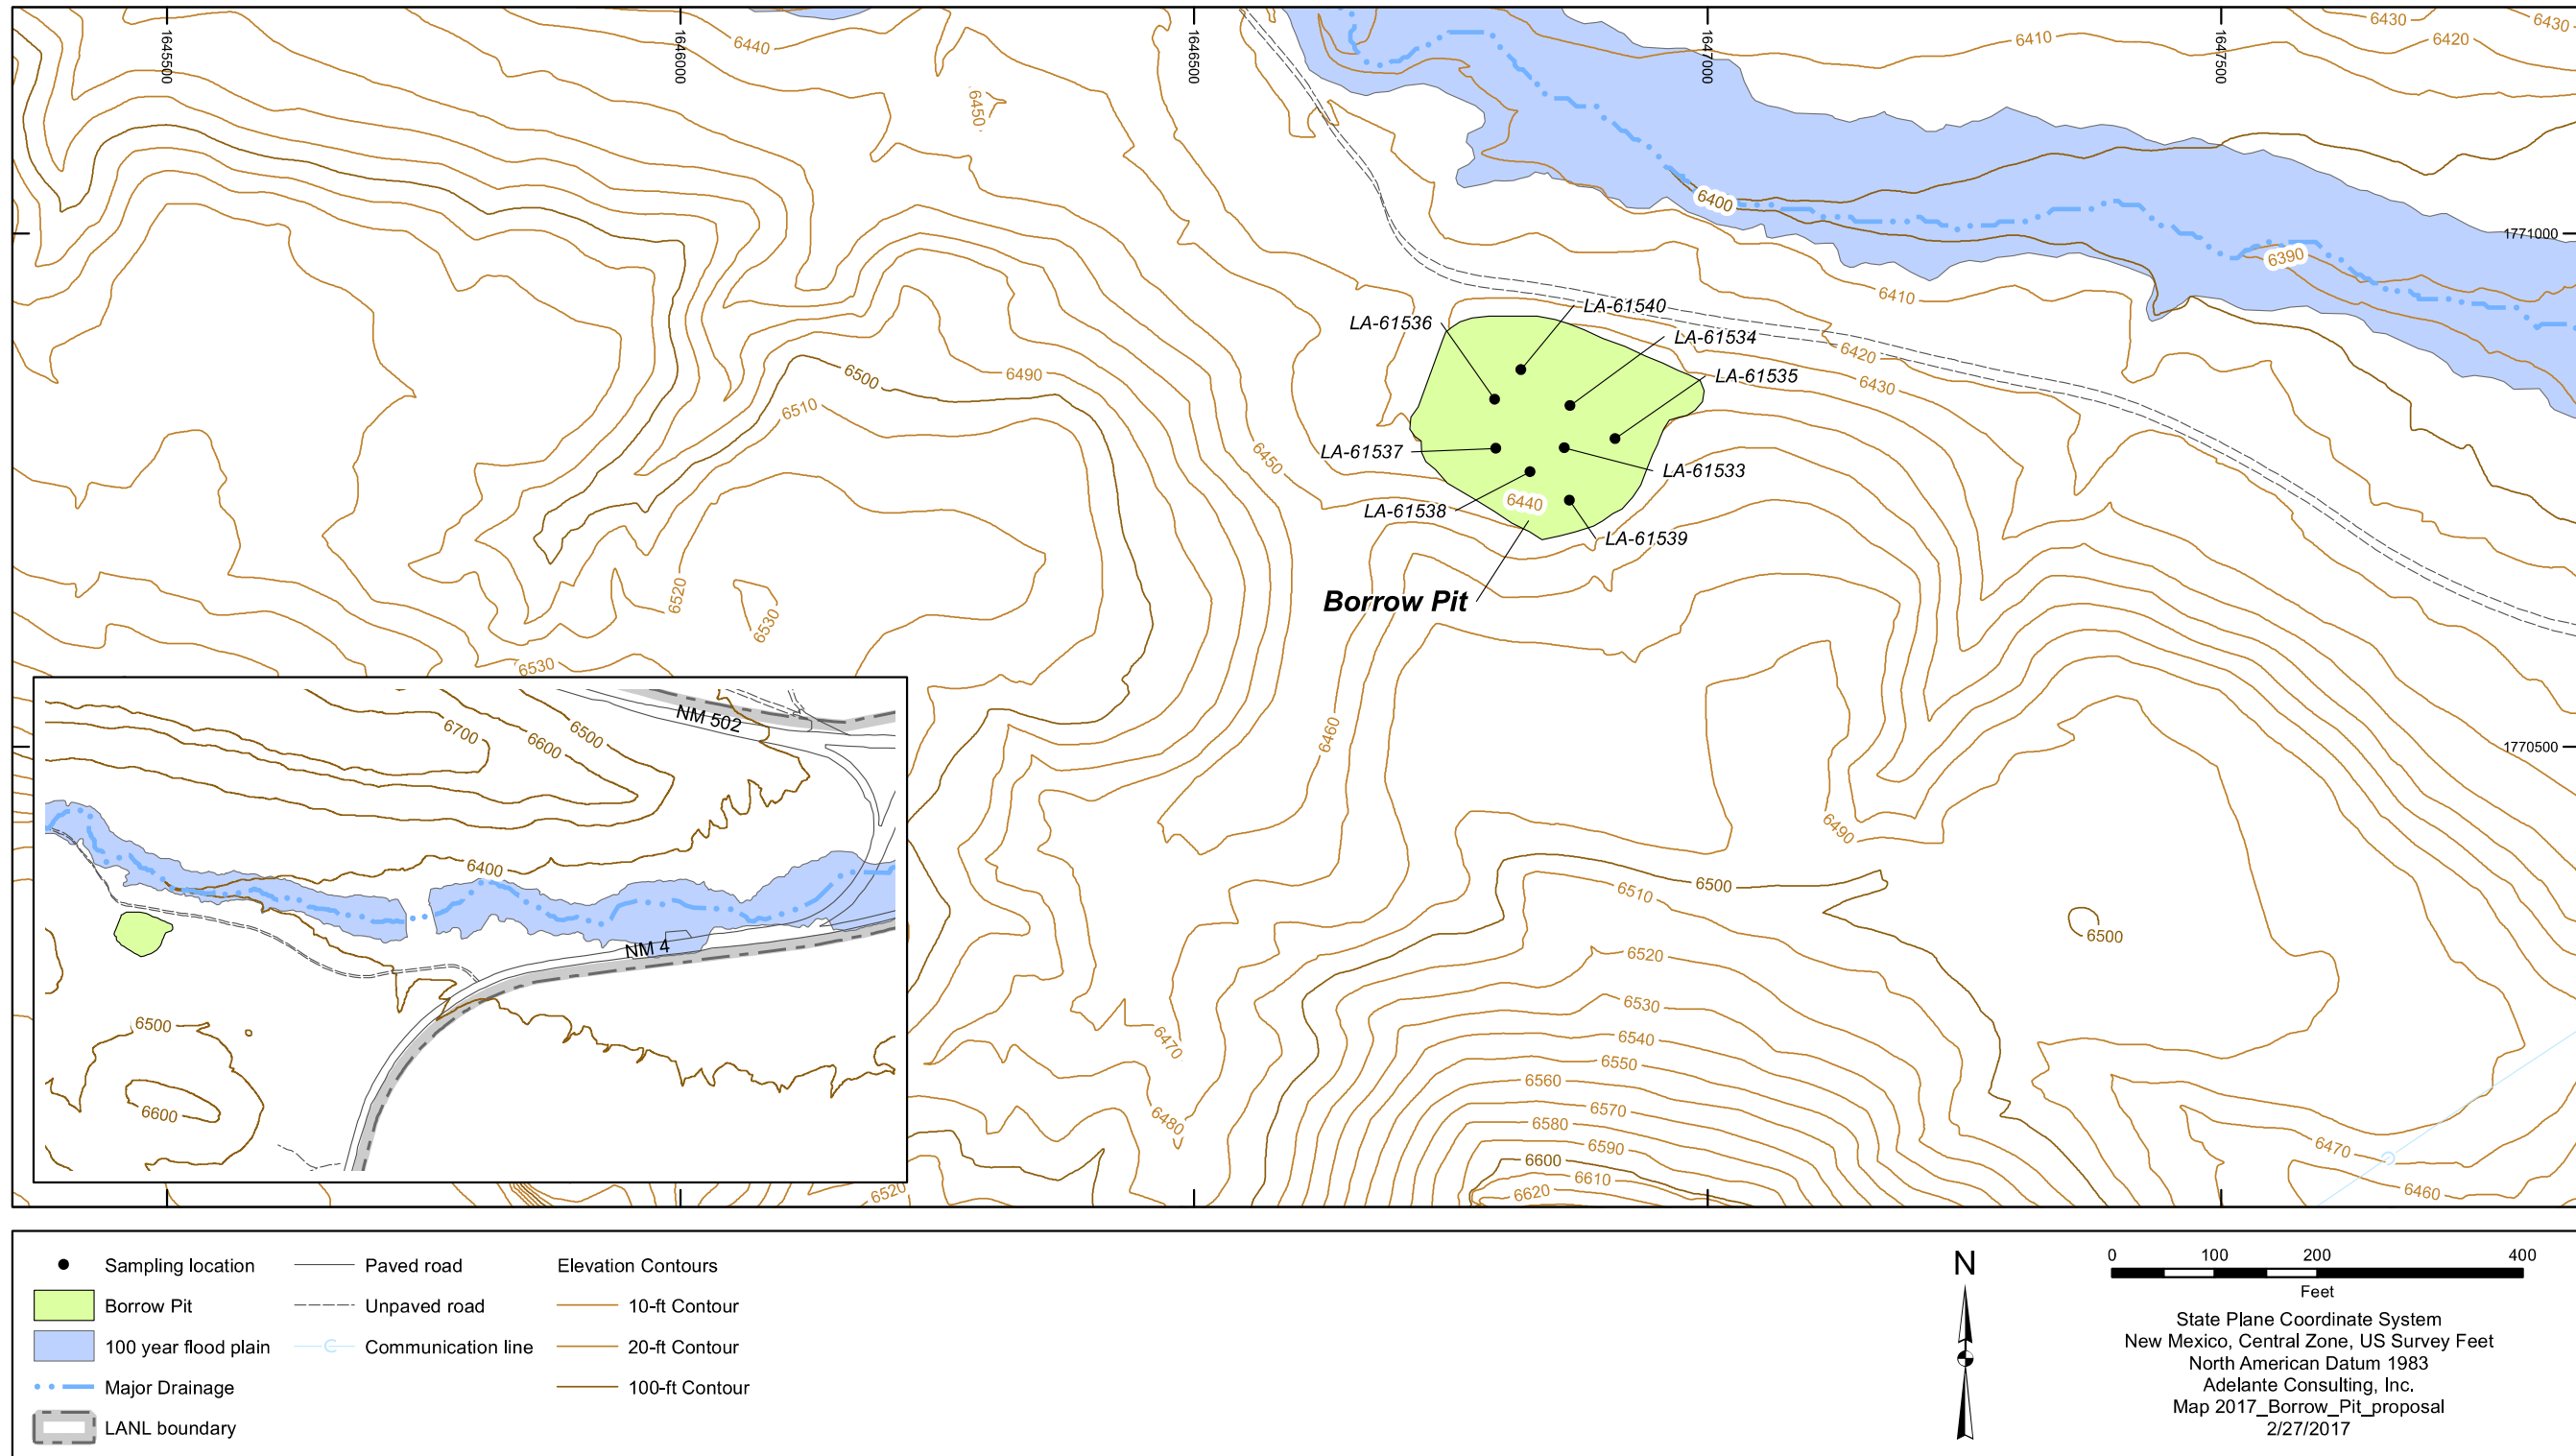 1645500
1646000
1646500
1647000
1647500
6440
6450
6410
6430
6420
6430
1771000
6400
6390
6410
LA-61540
LA-61536
LA-61534
LA-61535
6420
6430
6500
6490
6510
6450
LA-61537
LA-61533
6440
LA-61538
LA-61539
Borrow Pit
6520
6530
6530
6460
1770500
6490
6500
6510
6500
6520
6530
6470
6540
6550
6560
6570
6480
6580
6590
6470
6600
6610
6620
6460
6520
NM 502
6700
6600
6500
6400
NM 4
6500
6600
Sampling location
Borrow Pit
100 year flood plain
Major Drainage
LANL boundary
Paved road
Unpaved road
Communication line
Elevation Contours
10-ft Contour
20-ft Contour
100-ft Contour
N
0 100 200 400
Feet
State Plane Coordinate System
New Mexico, Central Zone, US Survey Feet
North American Datum 1983
Adelante Consulting, Inc.
Map 2017_Borrow_Pit_proposal
2/27/2017